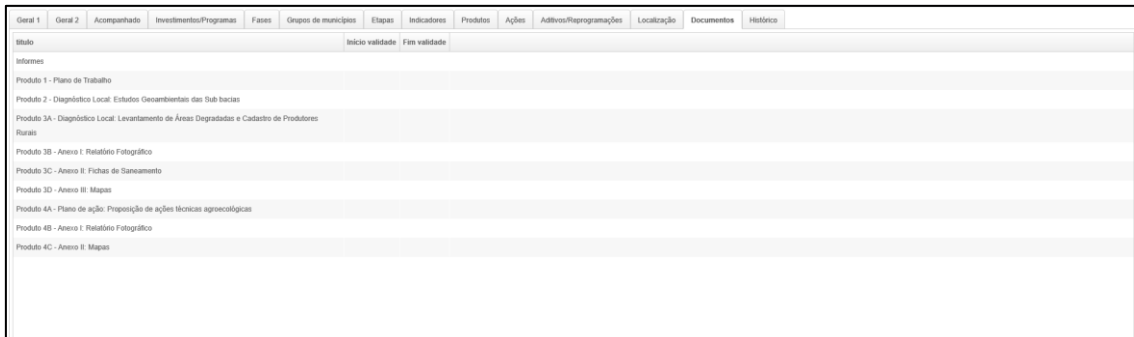 Geral 1 Geral 2 Acompanhado Investimentos/Programas Fases Grupos de municípios Etapas Indicadores Produtos Ações Aditivos/Reprogramações Localização Documentos Histórico
título Início validade Fim validade
Informes
Produto 1 - Plano de Trabalho
Produto 2 - Diagnóstico Local: Estudos Geoambientais das Sub bacias
Produto 3A - Diagnóstico Local: Levantamento de Áreas Degradadas e Cadastro de Produtores
Rurais
Produto 3B - Anexo I: Relatório Fotográfico
Produto 3C - Anexo II: Fichas de Saneamento
Produto 3D - Anexo III: Mapas
Produto 4A - Plano de ação: Proposição de ações técnicas agroecológicas
Produto 4B - Anexo I: Relatório Fotográfico
Produto 4C - Anexo II: Mapas